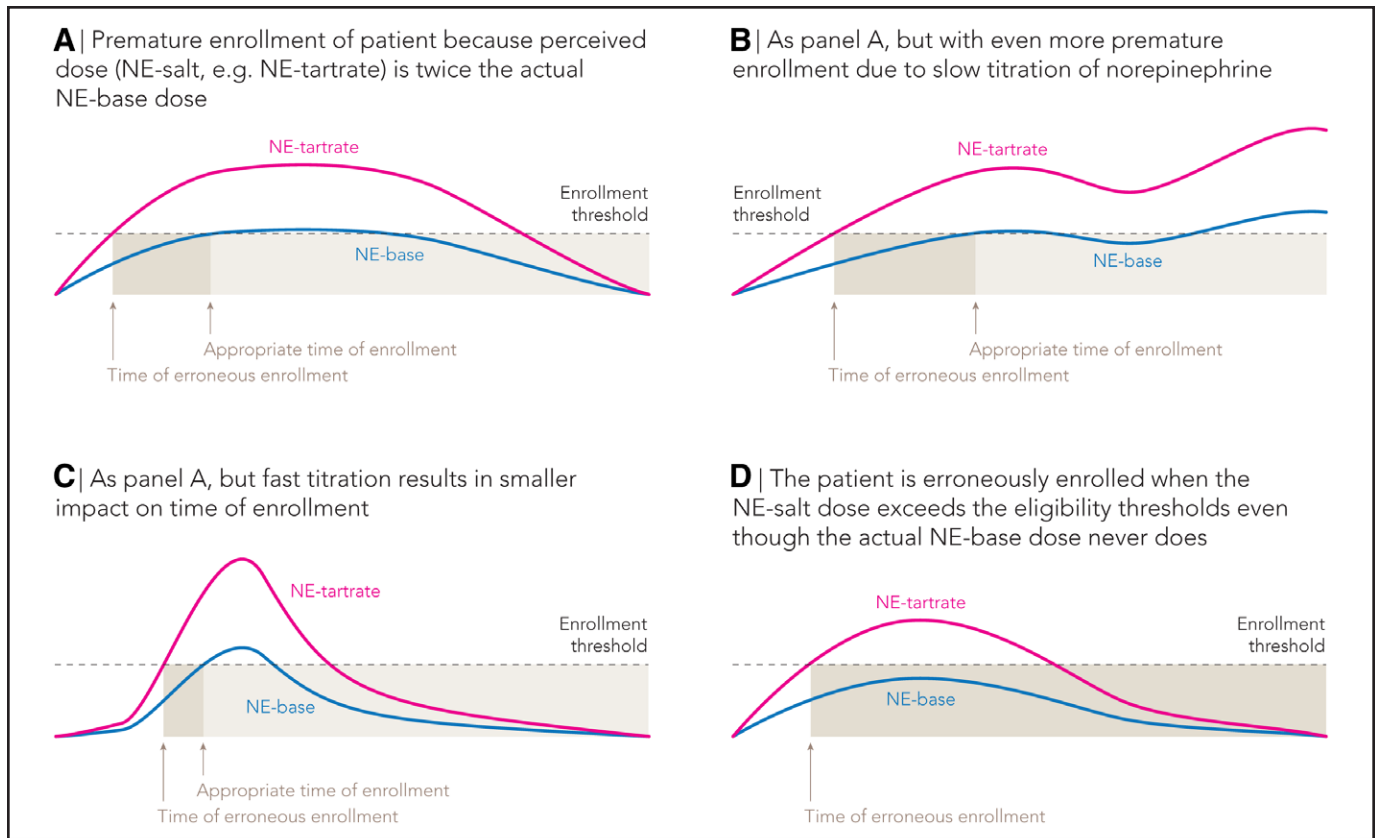 A | Premature enrollment of patient because perceived
dose (NE-salt, e.g. NE-tartrate) is twice the actual
NE-base dose
NE-tartrate
Enrollment
threshold
NE-base
Appropriate time of enrollment
Time of erroneous enrollment
B | As panel A, but with even more premature
enrollment due to slow titration of norepinephrine
NE-tartrate
Enrollment
threshold
NE-base
Appropriate time of enrollment
Time of erroneous enrollment
C | As panel A, but fast titration results in smaller
impact on time of enrollment
NE-tartrate
Enrollment
threshold
NE-base
Appropriate time of enrollment
Time of erroneous enrollment
D | The patient is erroneously enrolled when the
NE-salt dose exceeds the eligibility thresholds even
though the actual NE-base dose never does
NE-tartrate
Enrollment
threshold
NE-base
Time of erroneous enrollment